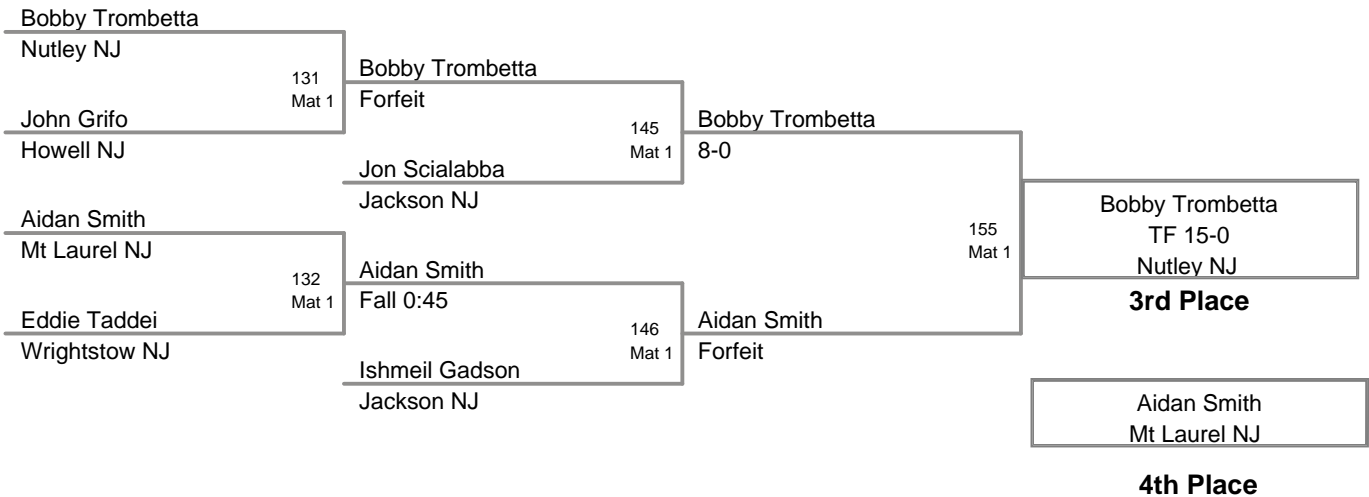 Bobby Trombetta
Nutley NJ
131
Mat 1
John Grifo
Howell NJ
Bobby Trombetta
Forfeit
145
Mat 1
Jon Scialabba
Jackson NJ
Bobby Trombetta
8-0
Aidan Smith
Mt Laurel NJ
132
Mat 1
Eddie Taddei
Wrightstow NJ
Aidan Smith
Fall 0:45
146
Mat 1
Ishmeil Gadson
Jackson NJ
Aidan Smith
Forfeit
155
Mat 1
Bobby Trombetta
TF 15-0
Nutley NJ
3rd Place
Aidan Smith
Mt Laurel NJ
4th Place